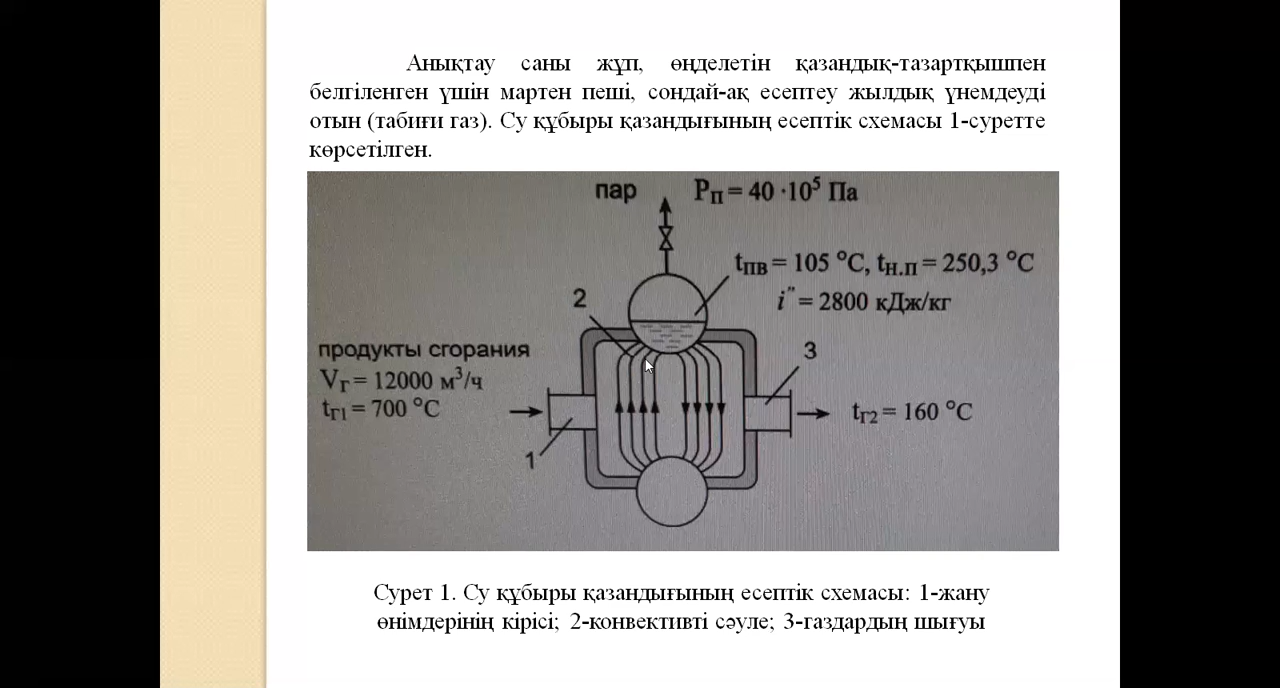 Анықтау саны жұп, өңделетін қазандық-тазартқышпен
белгіленген үшін мартен пеші, сондай-ақ есептеу жылдық үнемдеуді
отын (табиғи газ). Су құбыры қазандығының есептік схемасы 1-суретте
көрсетілген.
пар Pп = 40 ·10⁵ Па
tпв = 105 °C, tн.п = 250,3 °C
2
i" = 2800 кДж/кг
продукты сгорания
3
Vг = 12000 м³/ч
tг1 = 700 °C
tг2 = 160 °C
1
Сурет 1. Су құбыры қазандығының есептік схемасы: 1-жану
өнімдерінің кірісі; 2-конвективті сәуле; 3-газдардың шығуы